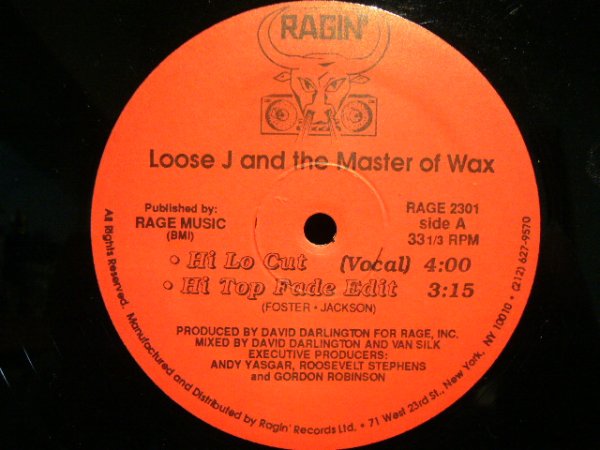 RAGIN'
Loose J and the Master of Wax
Published by:
RAGE MUSIC
(BMI)
RAGE 2301
side A
33 1/3 RPM
• Hi Lo Cut (Vocal) 4:00
• Hi Top Fade Edit 3:15
(FOSTER • JACKSON)
PRODUCED BY DAVID DARLINGTON FOR RAGE, INC.
MIXED BY DAVID DARLINGTON AND VAN SILK
EXECUTIVE PRODUCERS:
ANDY YASGAR, ROOSEVELT STEPHENS
and GORDON ROBINSON
All Rights Reserved. Manufactured and Distributed by Ragin' Records Ltd. • 71 West 23rd St., New York, NY 10010 • (212) 627-9570